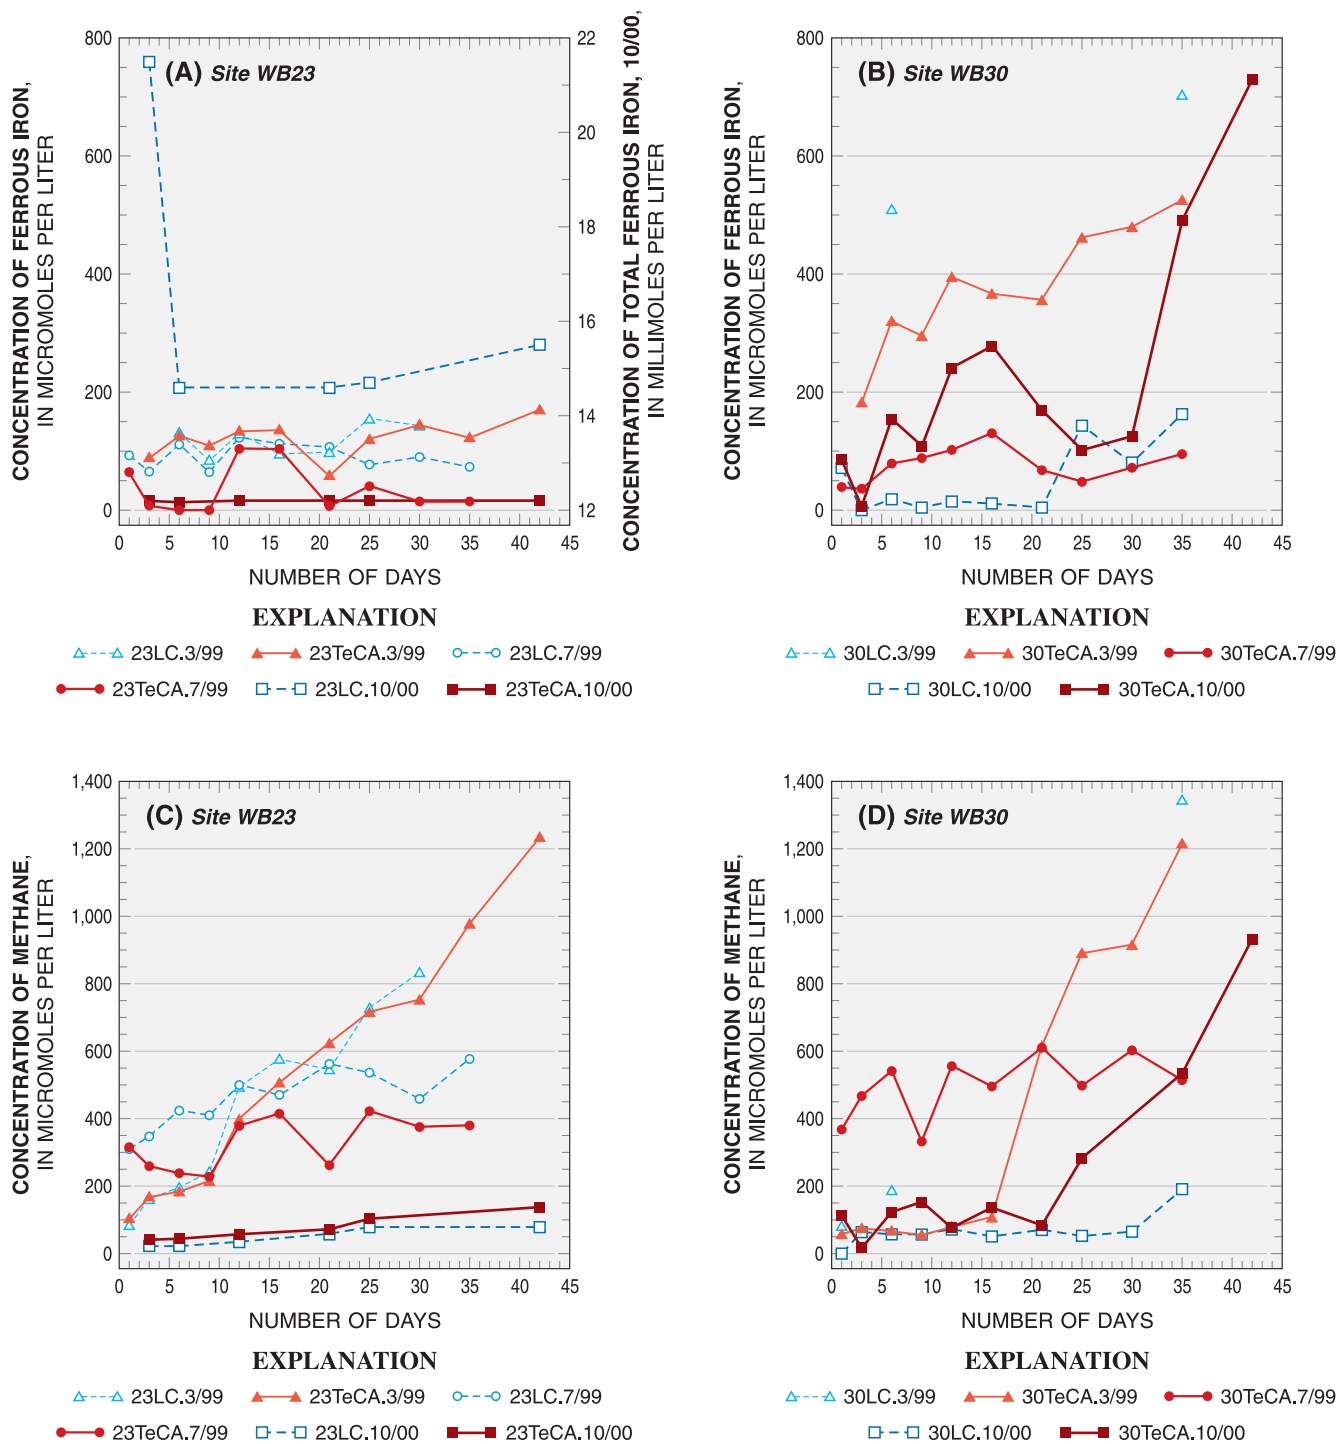 (A) Site WB23
CONCENTRATION OF FERROUS IRON,
IN MICROMOLES PER LITER
800
600
400
200
0
CONCENTRATION OF TOTAL FERROUS IRON, 10/00,
IN MILLIMOLES PER LITER
22
20
18
16
14
12
0 5 10 15 20 25 30 35 40 45
NUMBER OF DAYS
EXPLANATION
23LC.3/99 23TeCA.3/99 23LC.7/99
23TeCA.7/99 23LC.10/00 23TeCA.10/00
(B) Site WB30
CONCENTRATION OF FERROUS IRON,
IN MICROMOLES PER LITER
800
600
400
200
0
0 5 10 15 20 25 30 35 40 45
NUMBER OF DAYS
EXPLANATION
30LC.3/99 30TeCA.3/99 30TeCA.7/99
30LC.10/00 30TeCA.10/00
(C) Site WB23
CONCENTRATION OF METHANE,
IN MICROMOLES PER LITER
1,400
1,200
1,000
800
600
400
200
0
0 5 10 15 20 25 30 35 40 45
NUMBER OF DAYS
EXPLANATION
23LC.3/99 23TeCA.3/99 23LC.7/99
23TeCA.7/99 23LC.10/00 23TeCA.10/00
(D) Site WB30
CONCENTRATION OF METHANE,
IN MICROMOLES PER LITER
1,400
1,200
1,000
800
600
400
200
0
0 5 10 15 20 25 30 35 40 45
NUMBER OF DAYS
EXPLANATION
30LC.3/99 30TeCA.3/99 30TeCA.7/99
30LC.10/00 30TeCA.10/00